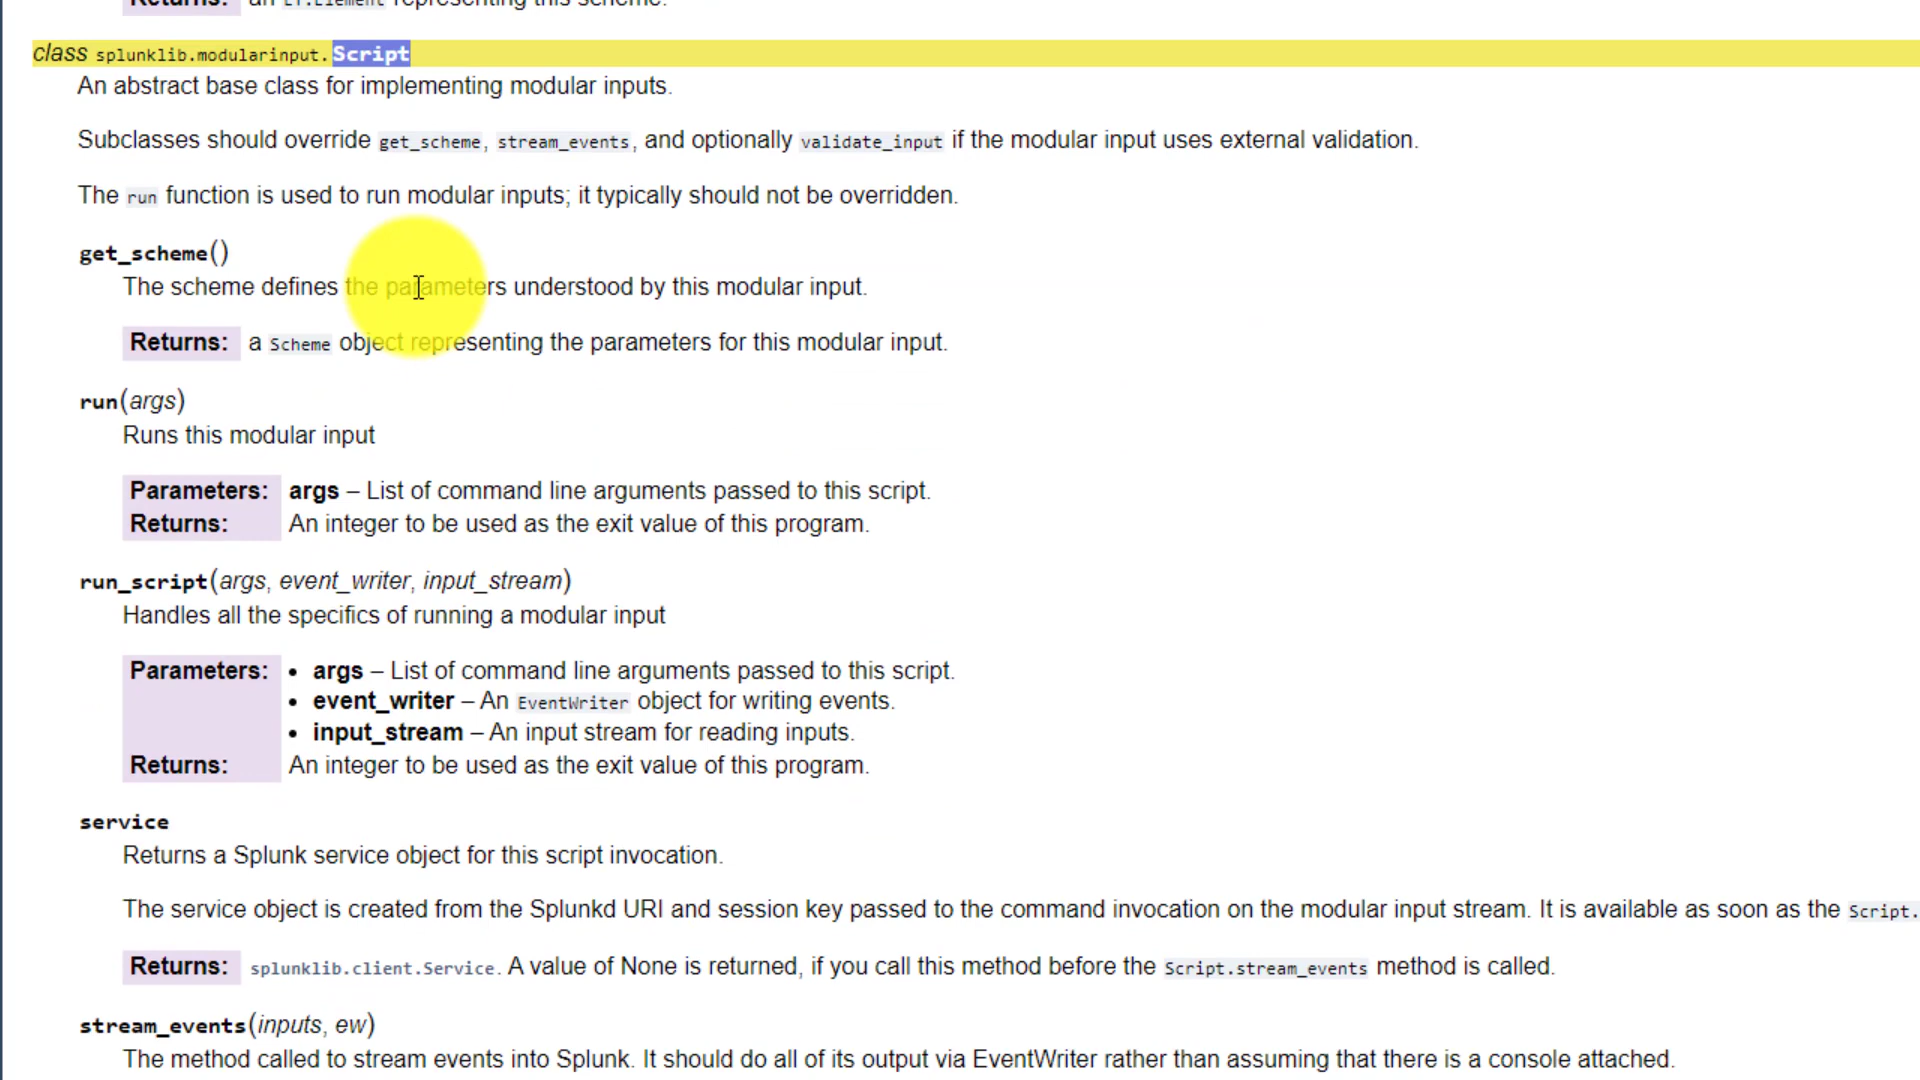 Returns: an ET.Element representing this scheme.
class splunklib.modularinput.Script
An abstract base class for implementing modular inputs.
Subclasses should override get_scheme, stream_events, and optionally validate_input if the modular input uses external validation.
The run function is used to run modular inputs; it typically should not be overridden.
get_scheme()
The scheme defines the parameters understood by this modular input.
Returns: a Scheme object representing the parameters for this modular input.
run(args)
Runs this modular input
Parameters: args – List of command line arguments passed to this script.
Returns: An integer to be used as the exit value of this program.
run_script(args, event_writer, input_stream)
Handles all the specifics of running a modular input
Parameters: • args – List of command line arguments passed to this script.
• event_writer – An EventWriter object for writing events.
• input_stream – An input stream for reading inputs.
Returns: An integer to be used as the exit value of this program.
service
Returns a Splunk service object for this script invocation.
The service object is created from the Splunkd URI and session key passed to the command invocation on the modular input stream. It is available as soon as the Script.
Returns: splunklib.client.Service. A value of None is returned, if you call this method before the Script.stream_events method is called.
stream_events(inputs, ew)
The method called to stream events into Splunk. It should do all of its output via EventWriter rather than assuming that there is a console attached.